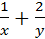 1/x + 2/y